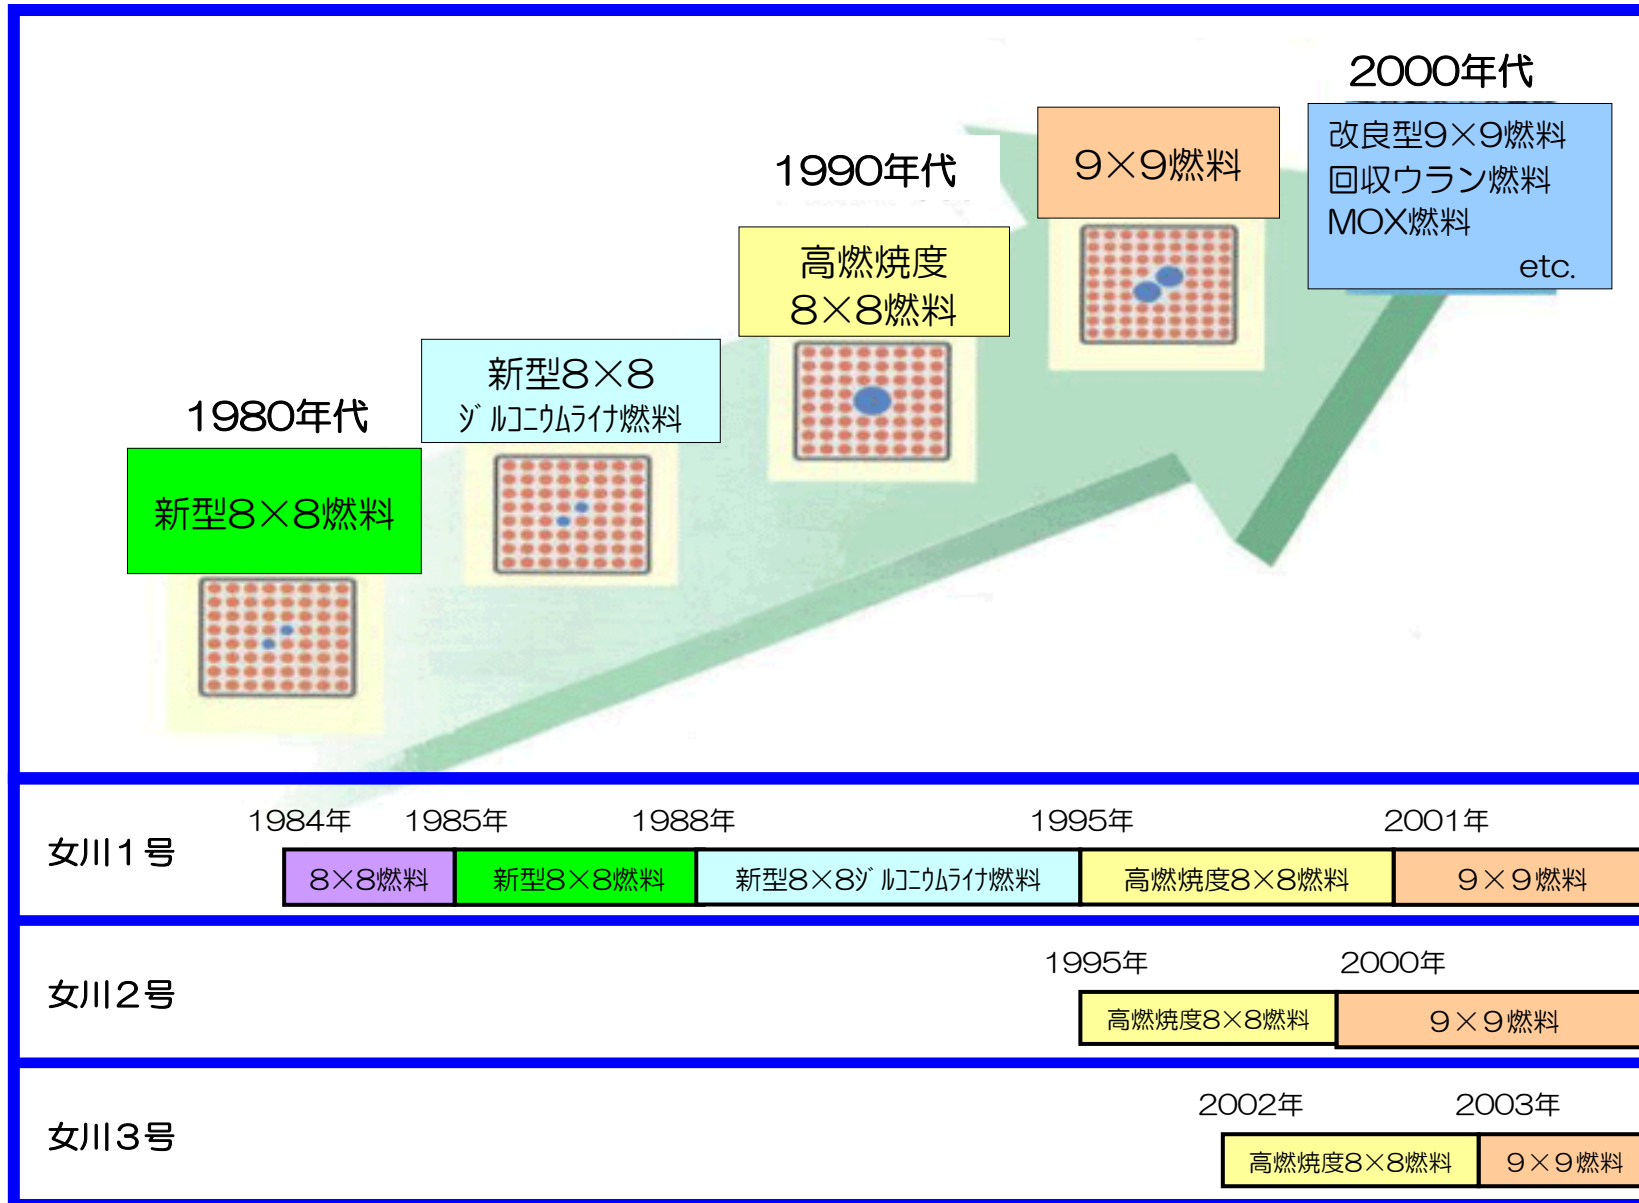 2000年代
改良型9×9燃料
回収ウラン燃料
MOX燃料
etc.
9×9燃料
1990年代
高燃焼度
8×8燃料
新型8×8
ｼﾞﾙｺﾆｳﾑﾗｲﾅ燃料
1980年代
新型8×8燃料
女川1号
1984年 1985年 1988年 1995年 2001年
8×8燃料 新型8×8燃料 新型8×8ｼﾞﾙｺﾆｳﾑﾗｲﾅ燃料 高燃焼度8×8燃料 9×9燃料
女川2号
1995年 2000年
高燃焼度8×8燃料 9×9燃料
女川3号
2002年 2003年
高燃焼度8×8燃料 9×9燃料